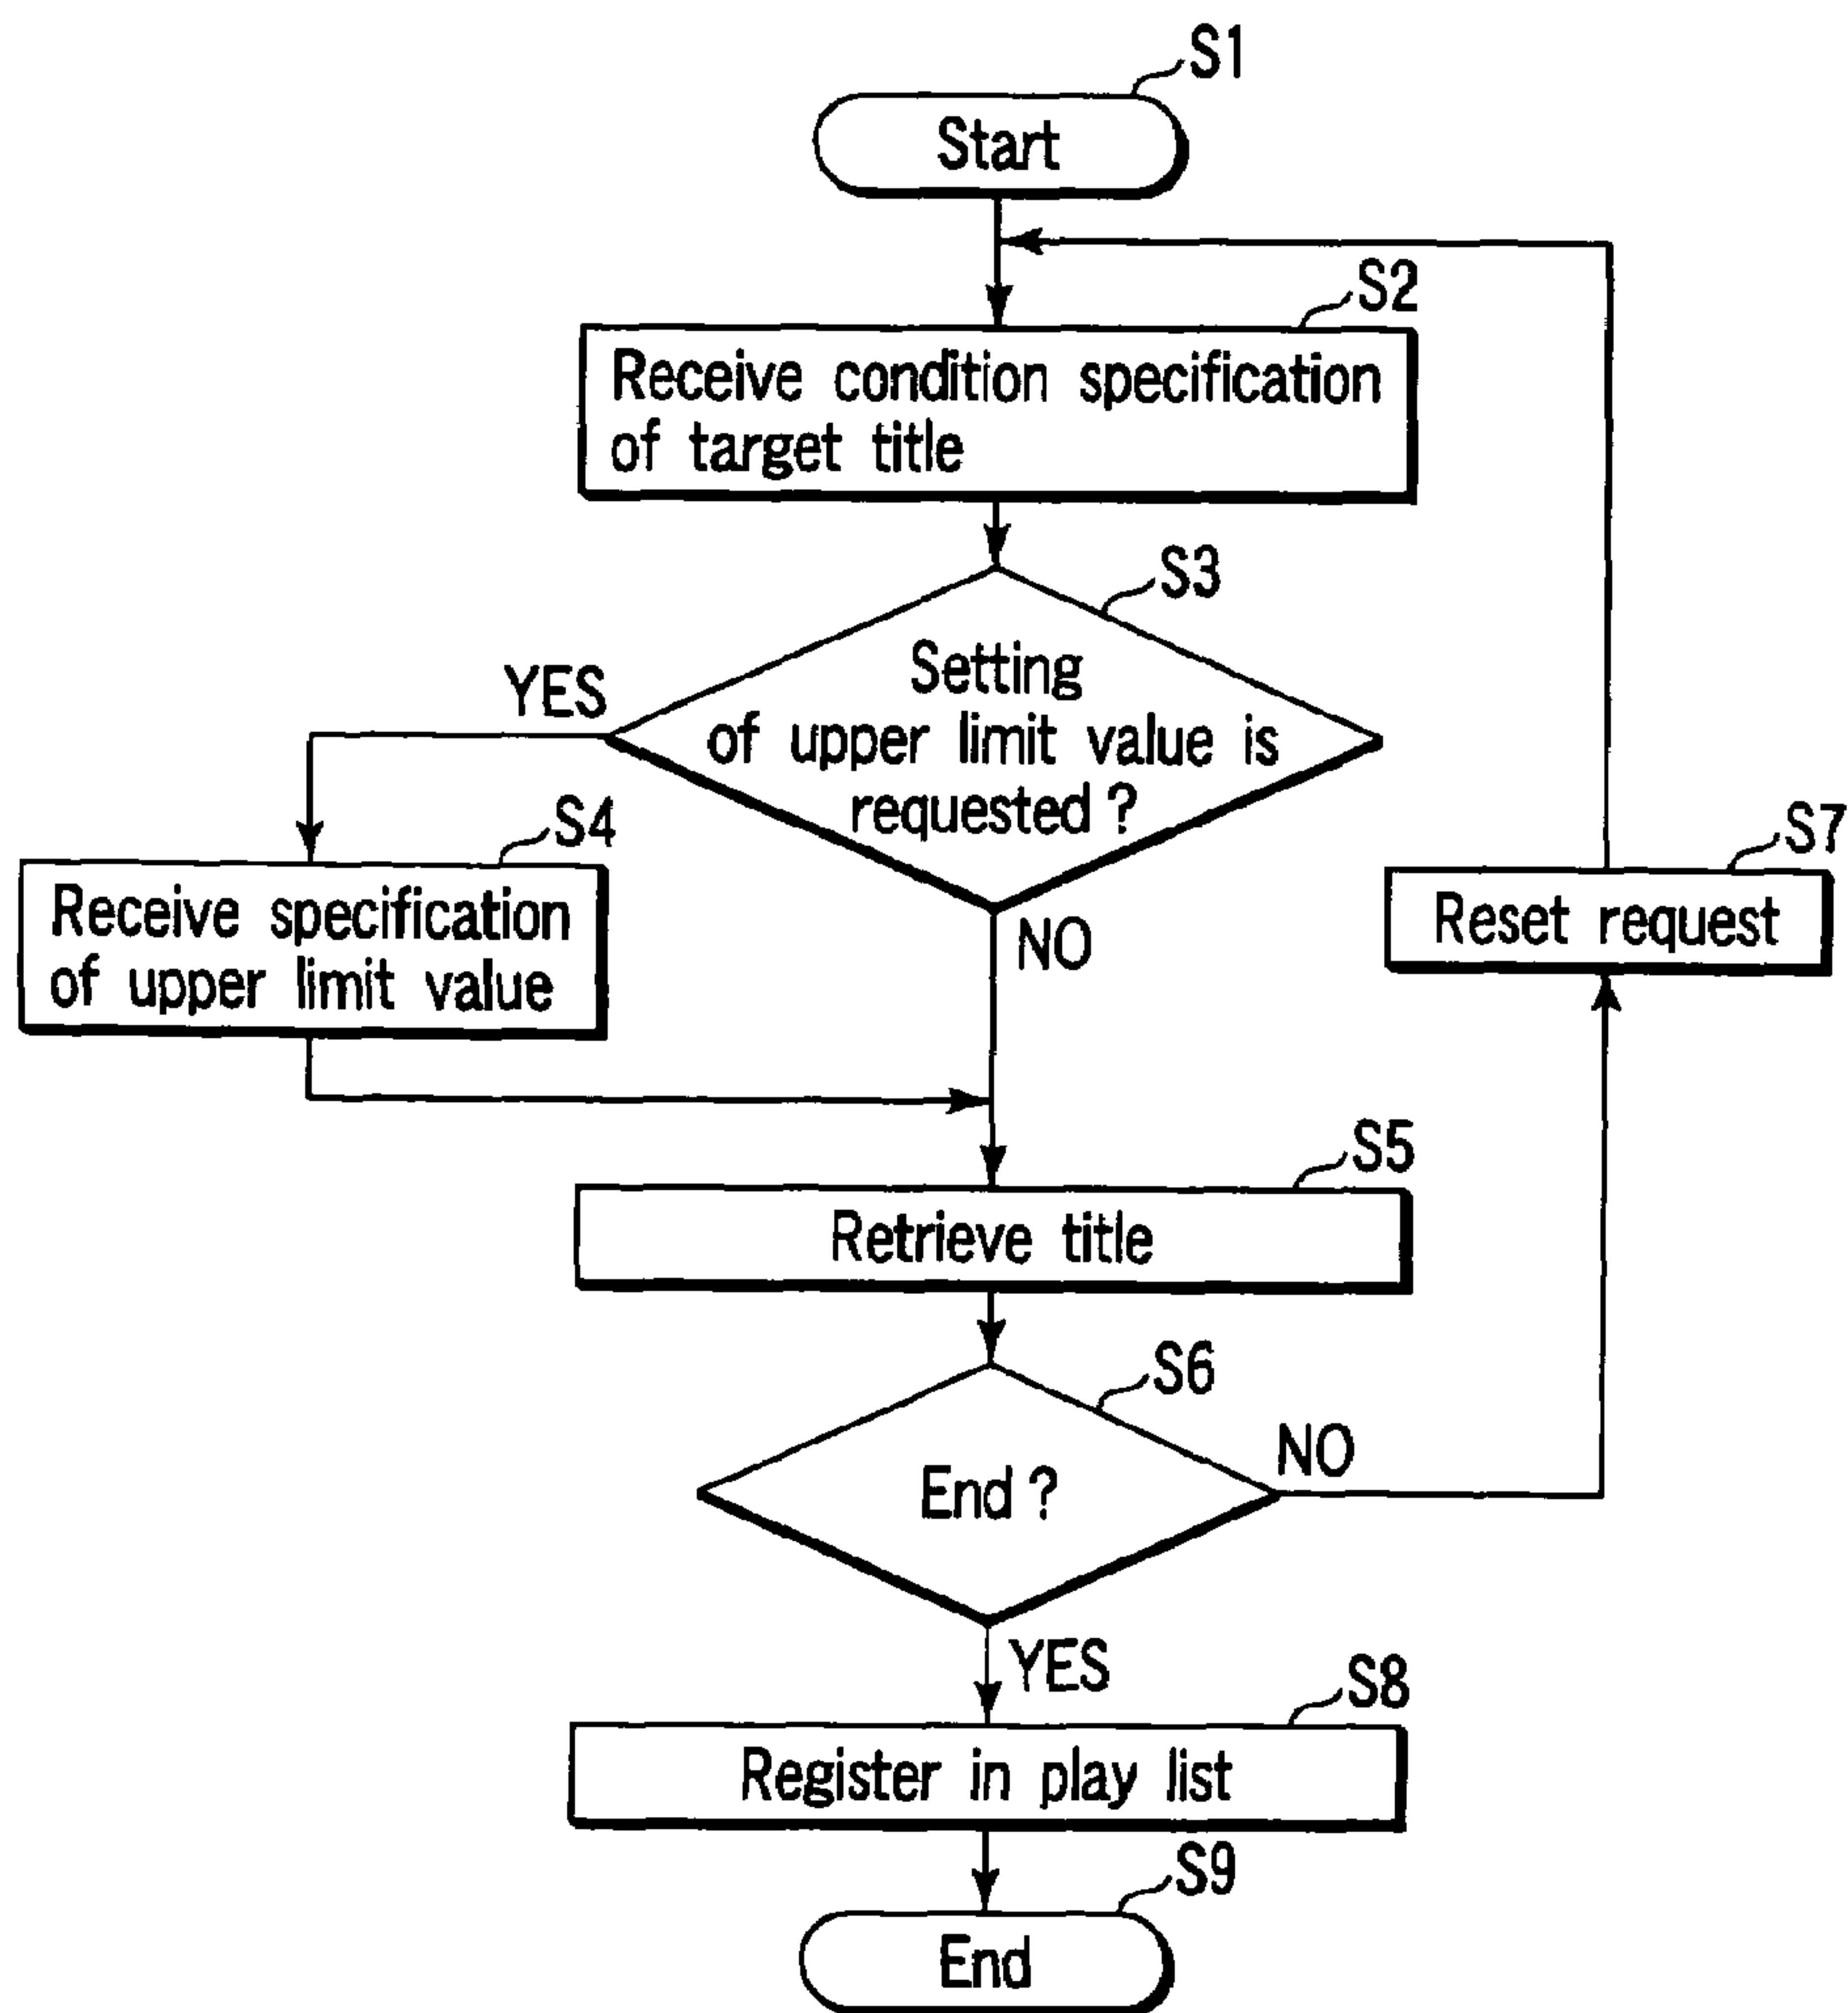 S1
Start
S2
Receive condition specification
of target title
S3
Setting
of upper limit value is
requested?
YES
NO
S4
Receive specification
of upper limit value
S7
Reset request
S5
Retrieve title
S6
End?
NO
YES
S8
Register in play list
S9
End